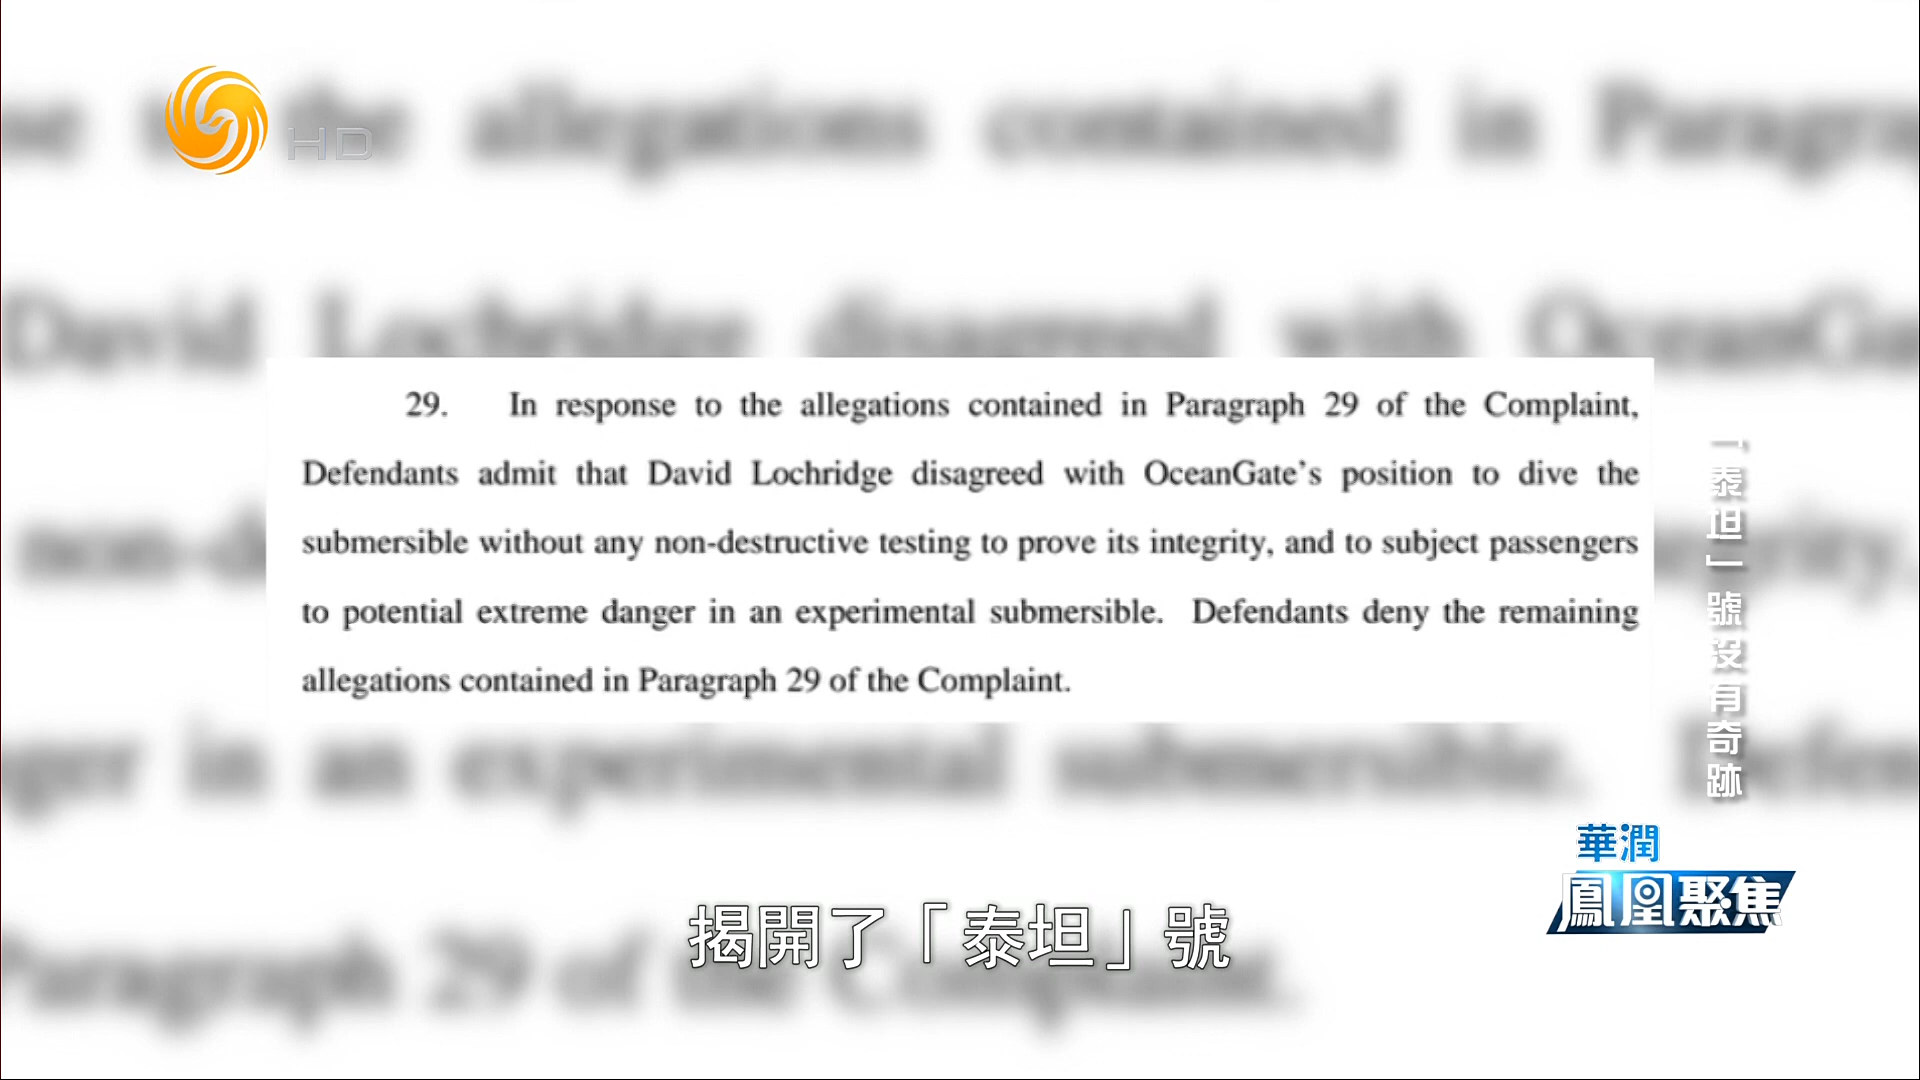 HD
29. In response to the allegations contained in Paragraph 29 of the Complaint,
Defendants admit that David Lochridge disagreed with OceanGate's position to dive the
submersible without any non-destructive testing to prove its integrity, and to subject passengers
to potential extreme danger in an experimental submersible. Defendants deny the remaining
allegations contained in Paragraph 29 of the Complaint.
「泰坦」號沒有奇跡
華潤
鳳凰聚焦
揭開了「泰坦」號